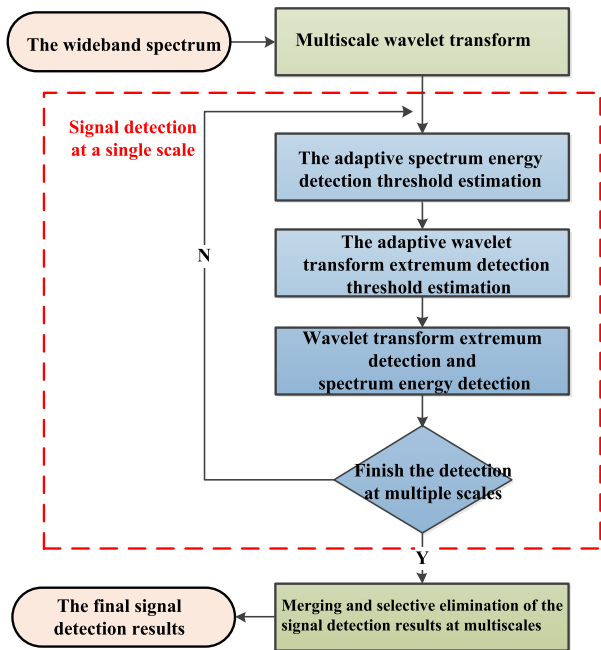 The wideband spectrum
Multiscale wavelet transform
Signal detection
at a single scale
The adaptive spectrum energy
detection threshold estimation
The adaptive wavelet
transform extremum detection
threshold estimation
N
Wavelet transform extremum
detection and
spectrum energy detection
Finish the detection
at multiple scales
Y
Merging and selective elimination of the
signal detection results at multiscales
The final signal
detection results